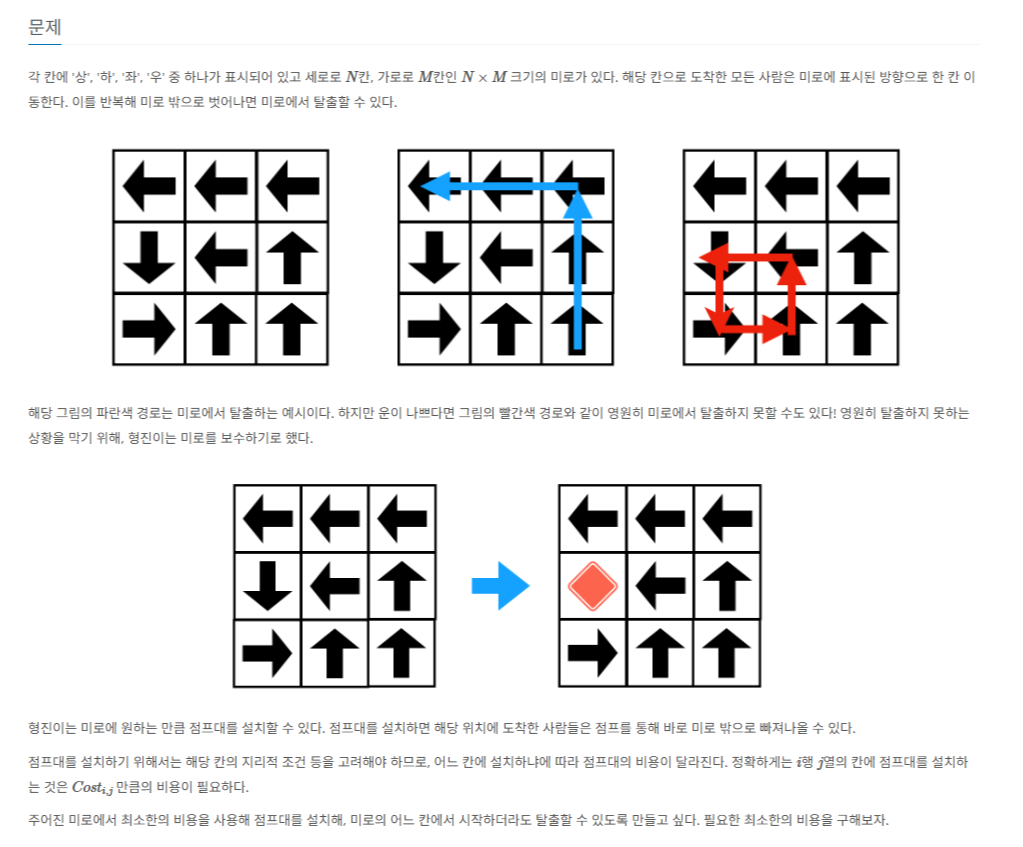 문제
각 칸에 '상', '하', '좌', '우' 중 하나가 표시되어 있고 세로로 N칸, 가로로 M칸인 N × M 크기의 미로가 있다. 해당 칸으로 도착한 모든 사람은 미로에 표시된 방향으로 한 칸 이
동한다. 이를 반복해 미로 밖으로 벗어나면 미로에서 탈출할 수 있다.
해당 그림의 파란색 경로는 미로에서 탈출하는 예시이다. 하지만 운이 나쁘다면 그림의 빨간색 경로와 같이 영원히 미로에서 탈출하지 못할 수도 있다! 영원히 탈출하지 못하는
상황을 막기 위해, 형진이는 미로를 보수하기로 했다.
형진이는 미로에 원하는 만큼 점프대를 설치할 수 있다. 점프대를 설치하면 해당 위치에 도착한 사람들은 점프를 통해 바로 미로 밖으로 빠져나올 수 있다.
점프대를 설치하기 위해서는 해당 칸의 지리적 조건 등을 고려해야 하므로, 어느 칸에 설치하냐에 따라 점프대의 비용이 달라진다. 정확하게는 i행 j열의 칸에 점프대를 설치하
는 것은 Cost_{i,j} 만큼의 비용이 필요하다.
주어진 미로에서 최소한의 비용을 사용해 점프대를 설치해, 미로의 어느 칸에서 시작하더라도 탈출할 수 있도록 만들고 싶다. 필요한 최소한의 비용을 구해보자.